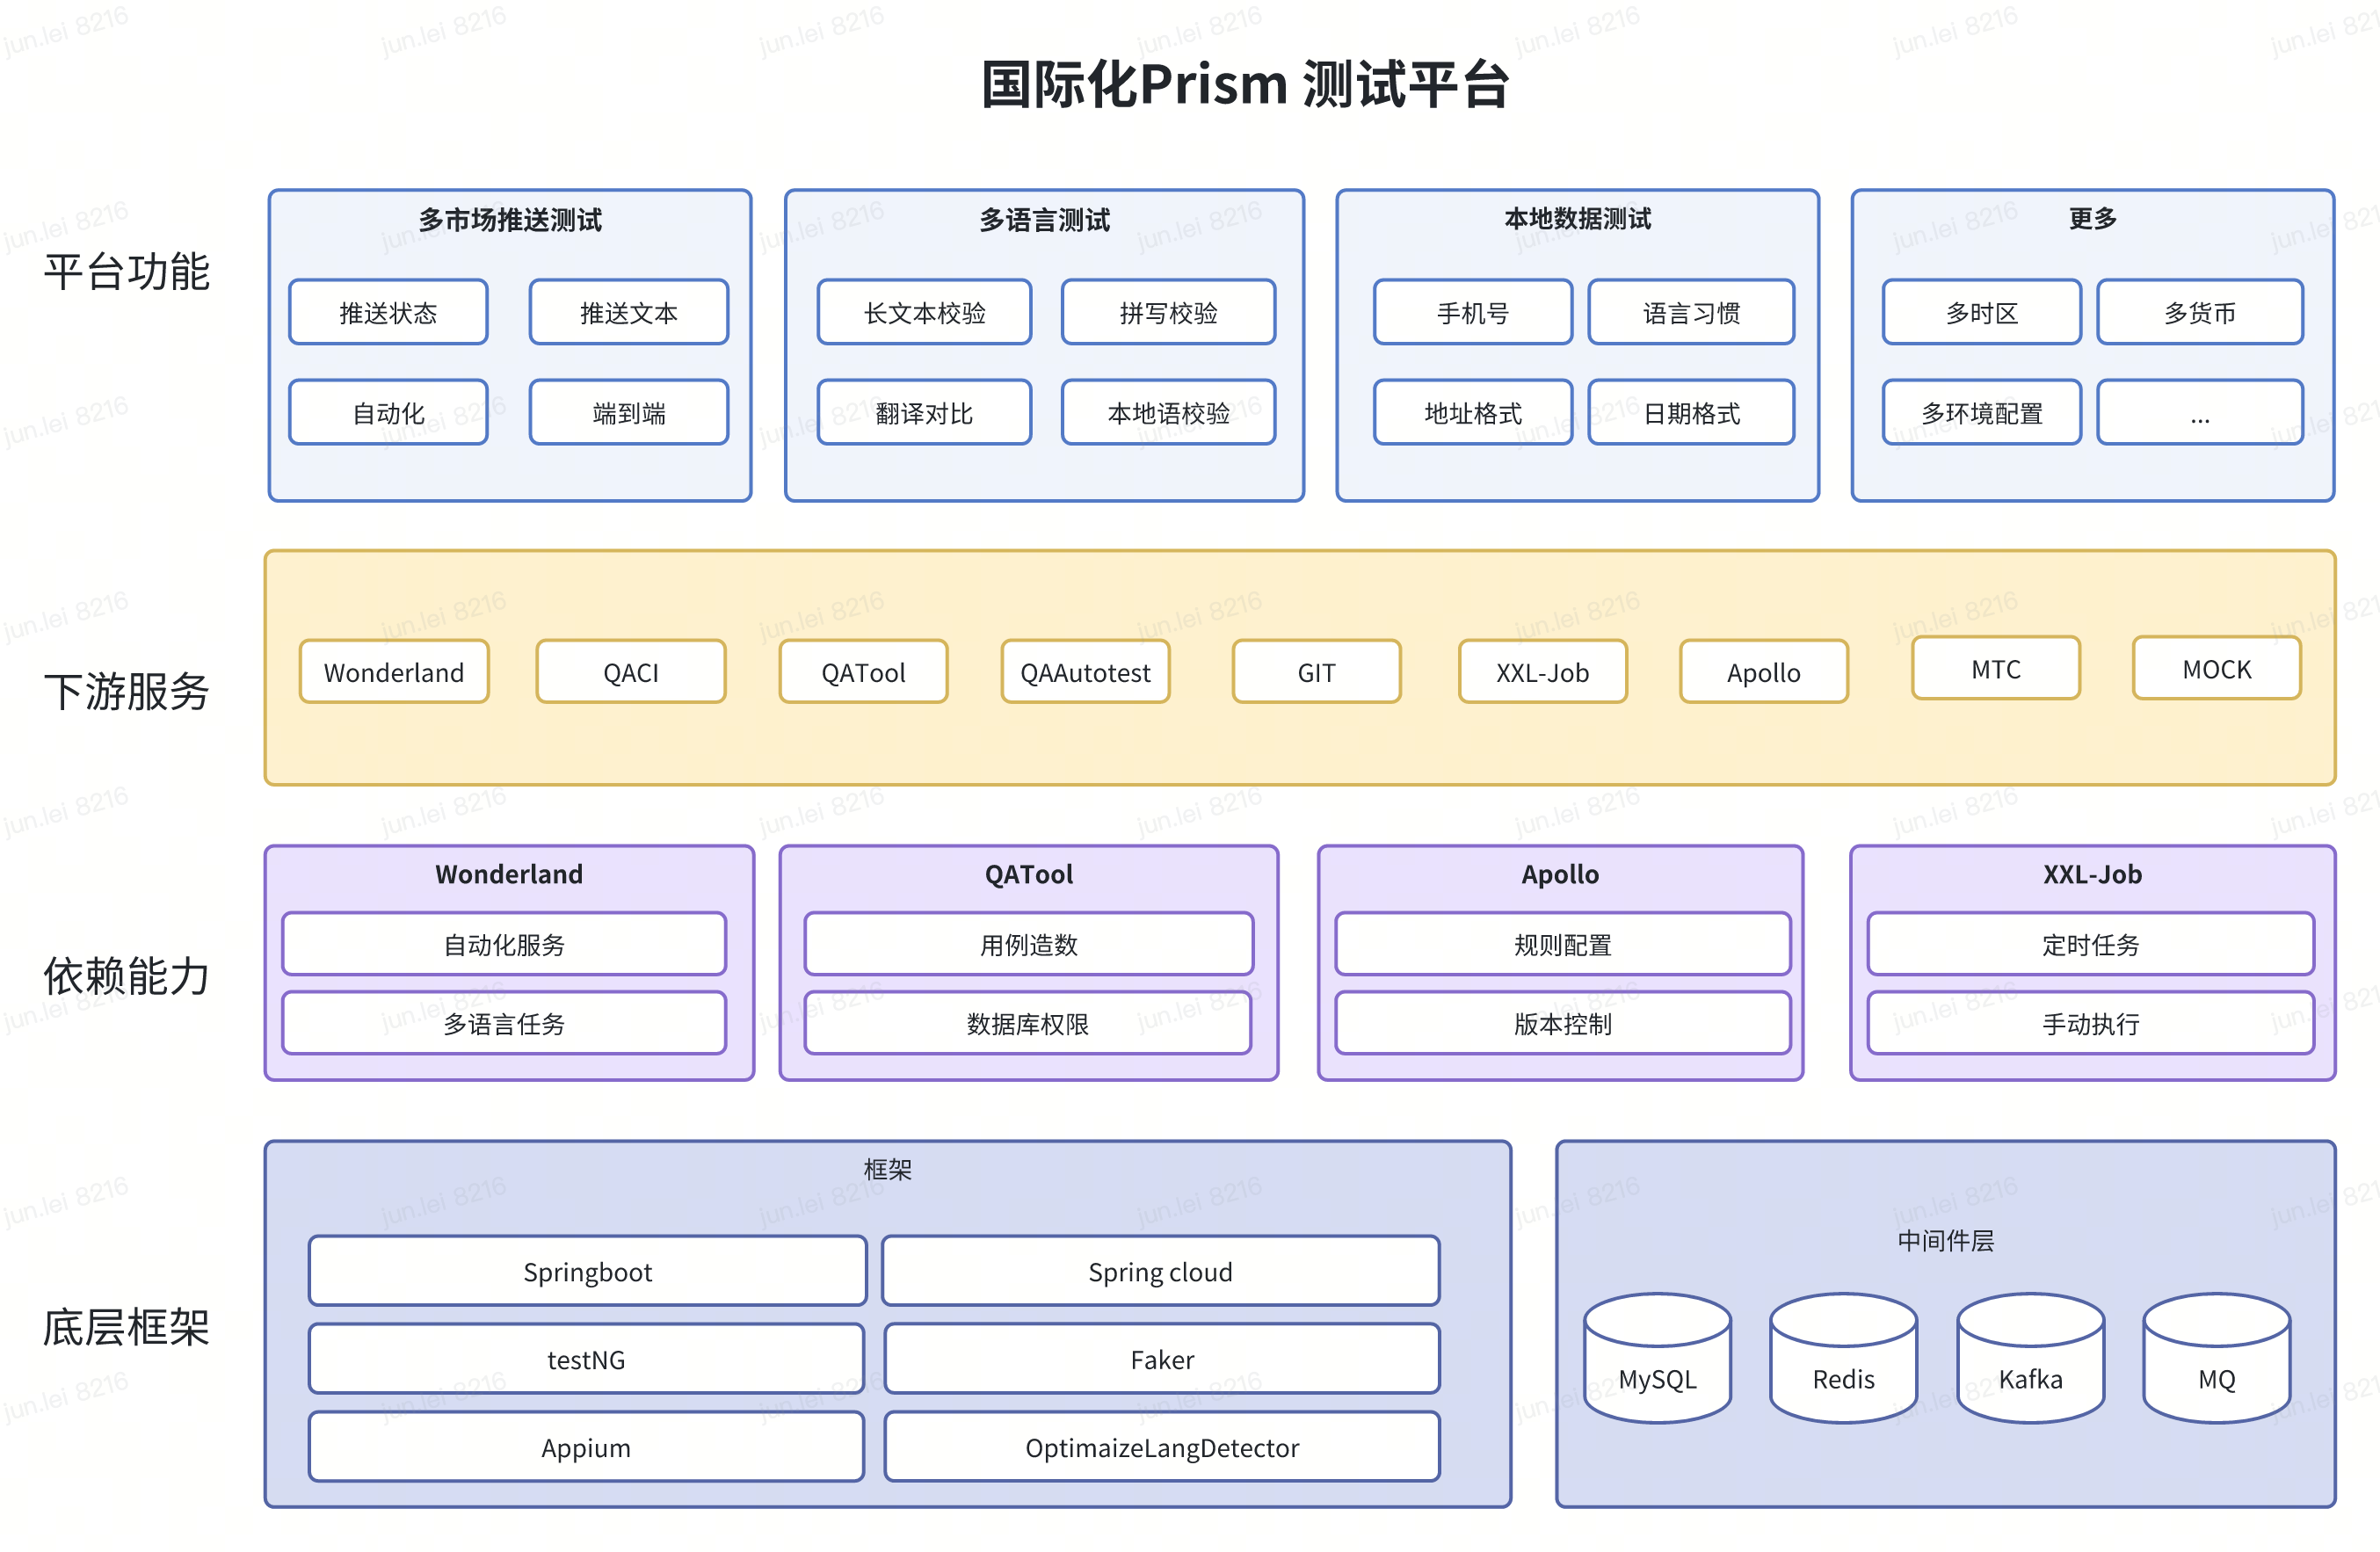 国际化Prism 测试平台
平台功能
多市场推送测试
推送状态
推送文本
自动化
端到端
多语言测试
长文本校验
拼写校验
翻译对比
本地语校验
本地数据测试
手机号
语言习惯
地址格式
日期格式
更多
多时区
多货币
多环境配置
...
下游服务
Wonderland
QACI
QATool
QAAutotest
GIT
XXL-Job
Apollo
MTC
MOCK
依赖能力
Wonderland
自动化服务
多语言任务
QATool
用例造数
数据库权限
Apollo
规则配置
版本控制
XXL-Job
定时任务
手动执行
底层框架
框架
Springboot
Spring cloud
testNG
Faker
Appium
OptimaizeLangDetector
中间件层
MySQL
Redis
Kafka
MQ
jun.lei 8216